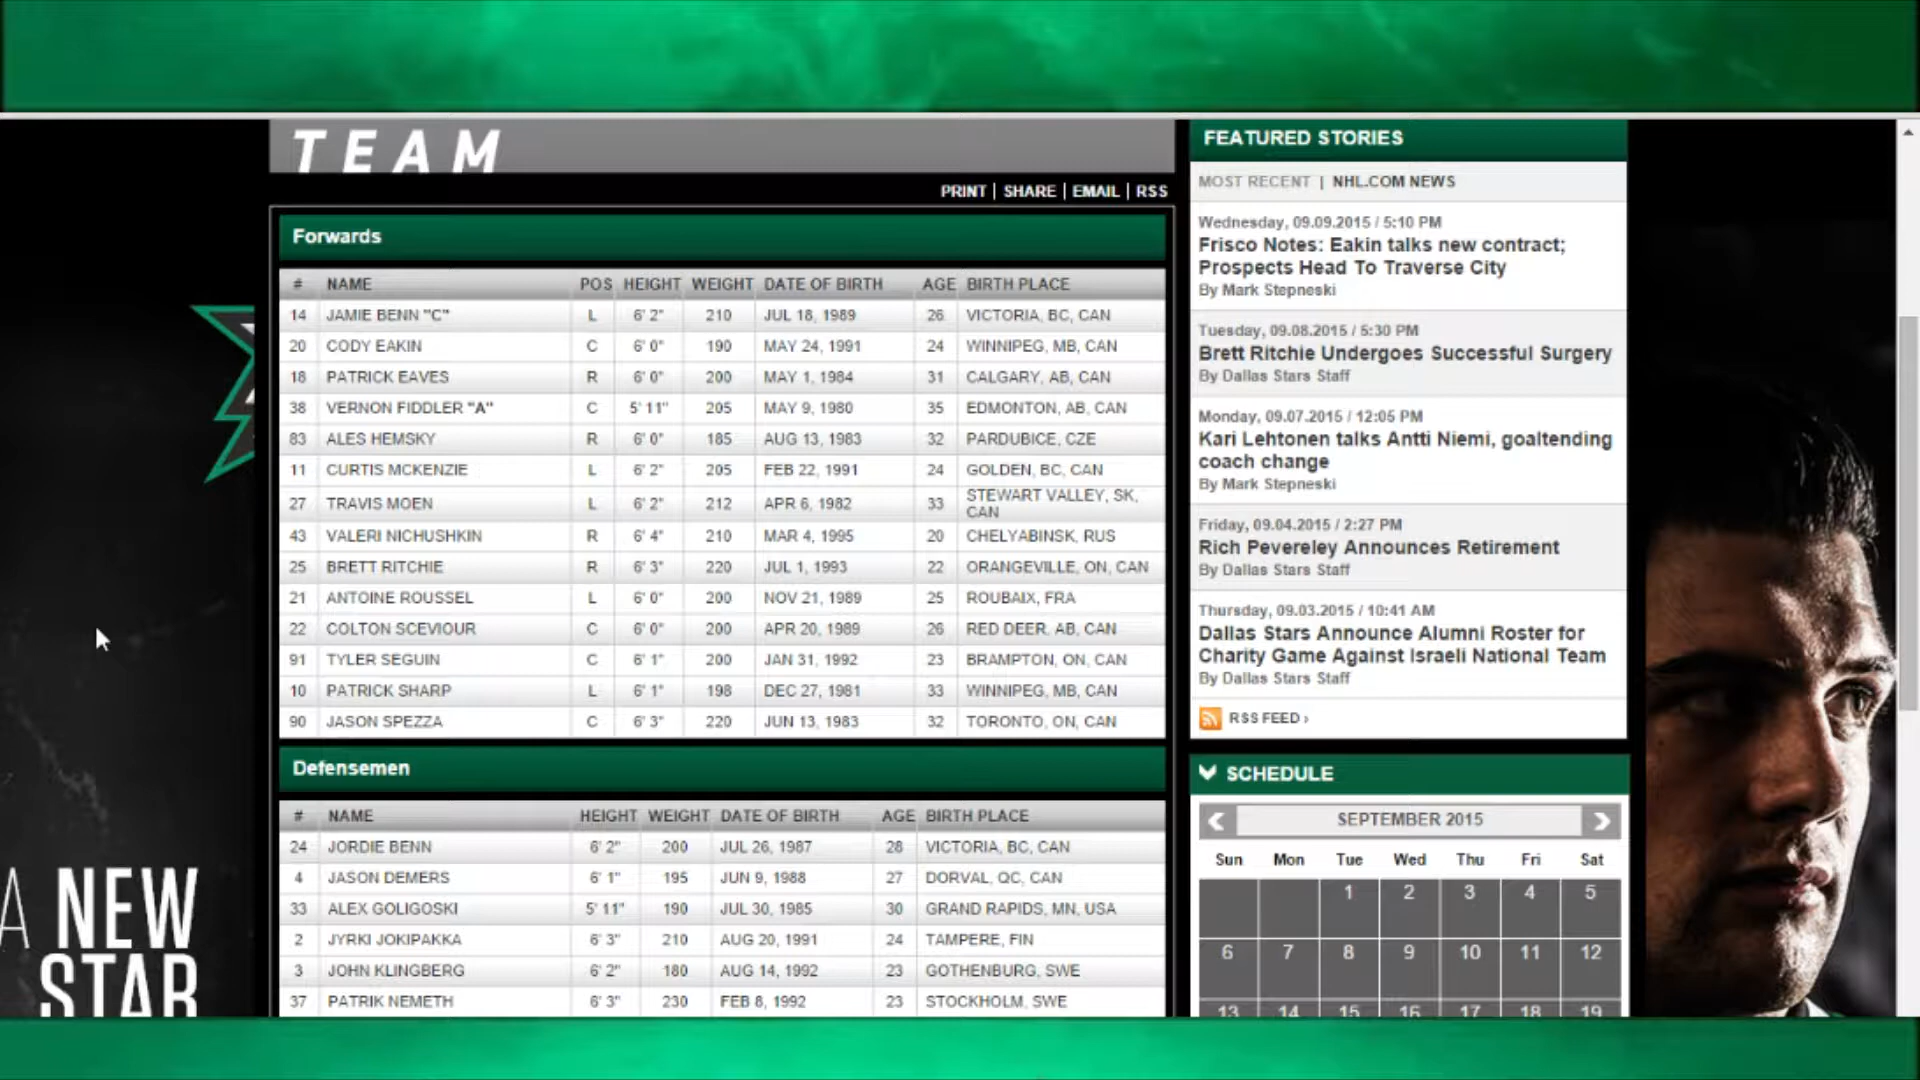 TEAM
PRINT | SHARE | EMAIL | RSS
Forwards
# NAME POS HEIGHT WEIGHT DATE OF BIRTH AGE BIRTH PLACE
14 JAMIE BENN "C" L 6' 2" 210 JUL 18, 1989 26 VICTORIA, BC, CAN
20 CODY EAKIN C 6' 0" 190 MAY 24, 1991 24 WINNIPEG, MB, CAN
18 PATRICK EAVES R 6' 0" 200 MAY 1, 1984 31 CALGARY, AB, CAN
38 VERNON FIDDLER "A" C 5' 11" 205 MAY 9, 1980 35 EDMONTON, AB, CAN
83 ALES HEMSKY R 6' 0" 185 AUG 13, 1983 32 PARDUBICE, CZE
11 CURTIS MCKENZIE L 6' 2" 205 FEB 22, 1991 24 GOLDEN, BC, CAN
27 TRAVIS MOEN L 6' 2" 212 APR 6, 1982 33 STEWART VALLEY, SK,
CAN
43 VALERI NICHUSHKIN R 6' 4" 210 MAR 4, 1995 20 CHELYABINSK, RUS
25 BRETT RITCHIE R 6' 3" 220 JUL 1, 1993 22 ORANGEVILLE, ON, CAN
21 ANTOINE ROUSSEL L 6' 0" 200 NOV 21, 1989 25 ROUBAIX, FRA
22 COLTON SCEVIOUR C 6' 0" 200 APR 20, 1989 26 RED DEER, AB, CAN
91 TYLER SEGUIN C 6' 1" 200 JAN 31, 1992 23 BRAMPTON, ON, CAN
10 PATRICK SHARP L 6' 1" 198 DEC 27, 1981 33 WINNIPEG, MB, CAN
90 JASON SPEZZA C 6' 3" 220 JUN 13, 1983 32 TORONTO, ON, CAN
Defensemen
# NAME HEIGHT WEIGHT DATE OF BIRTH AGE BIRTH PLACE
24 JORDIE BENN 6' 2" 200 JUL 26, 1987 28 VICTORIA, BC, CAN
4 JASON DEMERS 6' 1" 195 JUN 9, 1988 27 DORVAL, QC, CAN
33 ALEX GOLIGOSKI 5' 11" 190 JUL 30, 1985 30 GRAND RAPIDS, MN, USA
2 JYRKI JOKIPAKKA 6' 3" 210 AUG 20, 1991 24 TAMPERE, FIN
3 JOHN KLINGBERG 6' 2" 180 AUG 14, 1992 23 GOTHENBURG, SWE
37 PATRIK NEMETH 6' 3" 230 FEB 8, 1992 23 STOCKHOLM, SWE
FEATURED STORIES
MOST RECENT | NHL.COM NEWS
Wednesday, 09.09.2015 / 5:10 PM
Frisco Notes: Eakin talks new contract;
Prospects Head To Traverse City
By Mark Stepneski
Tuesday, 09.08.2015 / 5:30 PM
Brett Ritchie Undergoes Successful Surgery
By Dallas Stars Staff
Monday, 09.07.2015 / 12:05 PM
Kari Lehtonen talks Antti Niemi, goaltending
coach change
By Mark Stepneski
Friday, 09.04.2015 / 2:27 PM
Rich Pevereley Announces Retirement
By Dallas Stars Staff
Thursday, 09.03.2015 / 10:41 AM
Dallas Stars Announce Alumni Roster for
Charity Game Against Israeli National Team
By Dallas Stars Staff
RSS FEED ›
SCHEDULE
SEPTEMBER 2015
Sun Mon Tue Wed Thu Fri Sat
1 2 3 4 5
6 7 8 9 10 11 12
13 14 15 16 17 18 19
A NEW
STAR